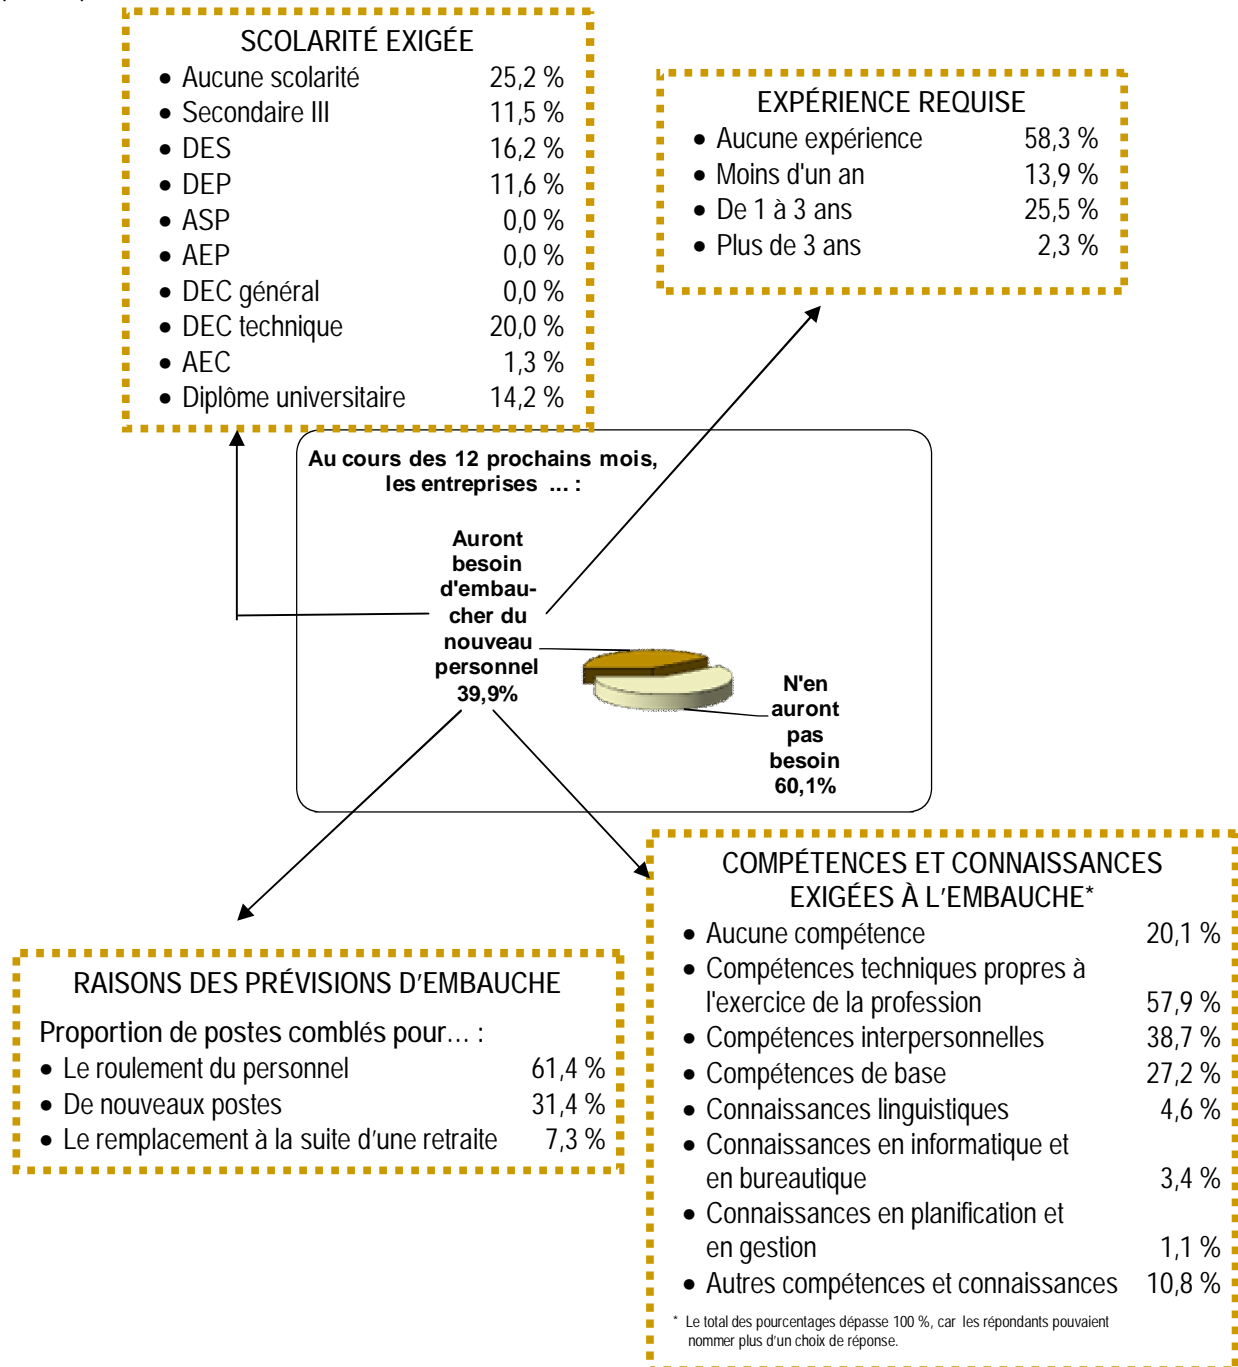 SCOLARITÉ EXIGÉE
• Aucune scolarité 25,2 %
• Secondaire III 11,5 %
• DES 16,2 %
• DEP 11,6 %
• ASP 0,0 %
• AEP 0,0 %
• DEC général 0,0 %
• DEC technique 20,0 %
• AEC 1,3 %
• Diplôme universitaire 14,2 %
EXPÉRIENCE REQUISE
• Aucune expérience 58,3 %
• Moins d'un an 13,9 %
• De 1 à 3 ans 25,5 %
• Plus de 3 ans 2,3 %
Au cours des 12 prochains mois,
les entreprises ... :
Auront
besoin
d'embau-
cher du
nouveau
personnel
39,9%
N'en
auront
pas
besoin
60,1%
RAISONS DES PRÉVISIONS D'EMBAUCHE
Proportion de postes comblés pour… :
• Le roulement du personnel 61,4 %
• De nouveaux postes 31,4 %
• Le remplacement à la suite d'une retraite 7,3 %
COMPÉTENCES ET CONNAISSANCES
EXIGÉES À L'EMBAUCHE*
• Aucune compétence 20,1 %
• Compétences techniques propres à
l'exercice de la profession 57,9 %
• Compétences interpersonnelles 38,7 %
• Compétences de base 27,2 %
• Connaissances linguistiques 4,6 %
• Connaissances en informatique et
en bureautique 3,4 %
• Connaissances en planification et
en gestion 1,1 %
• Autres compétences et connaissances 10,8 %
* Le total des pourcentages dépasse 100 %, car les répondants pouvaient
nommer plus d'un choix de réponse.